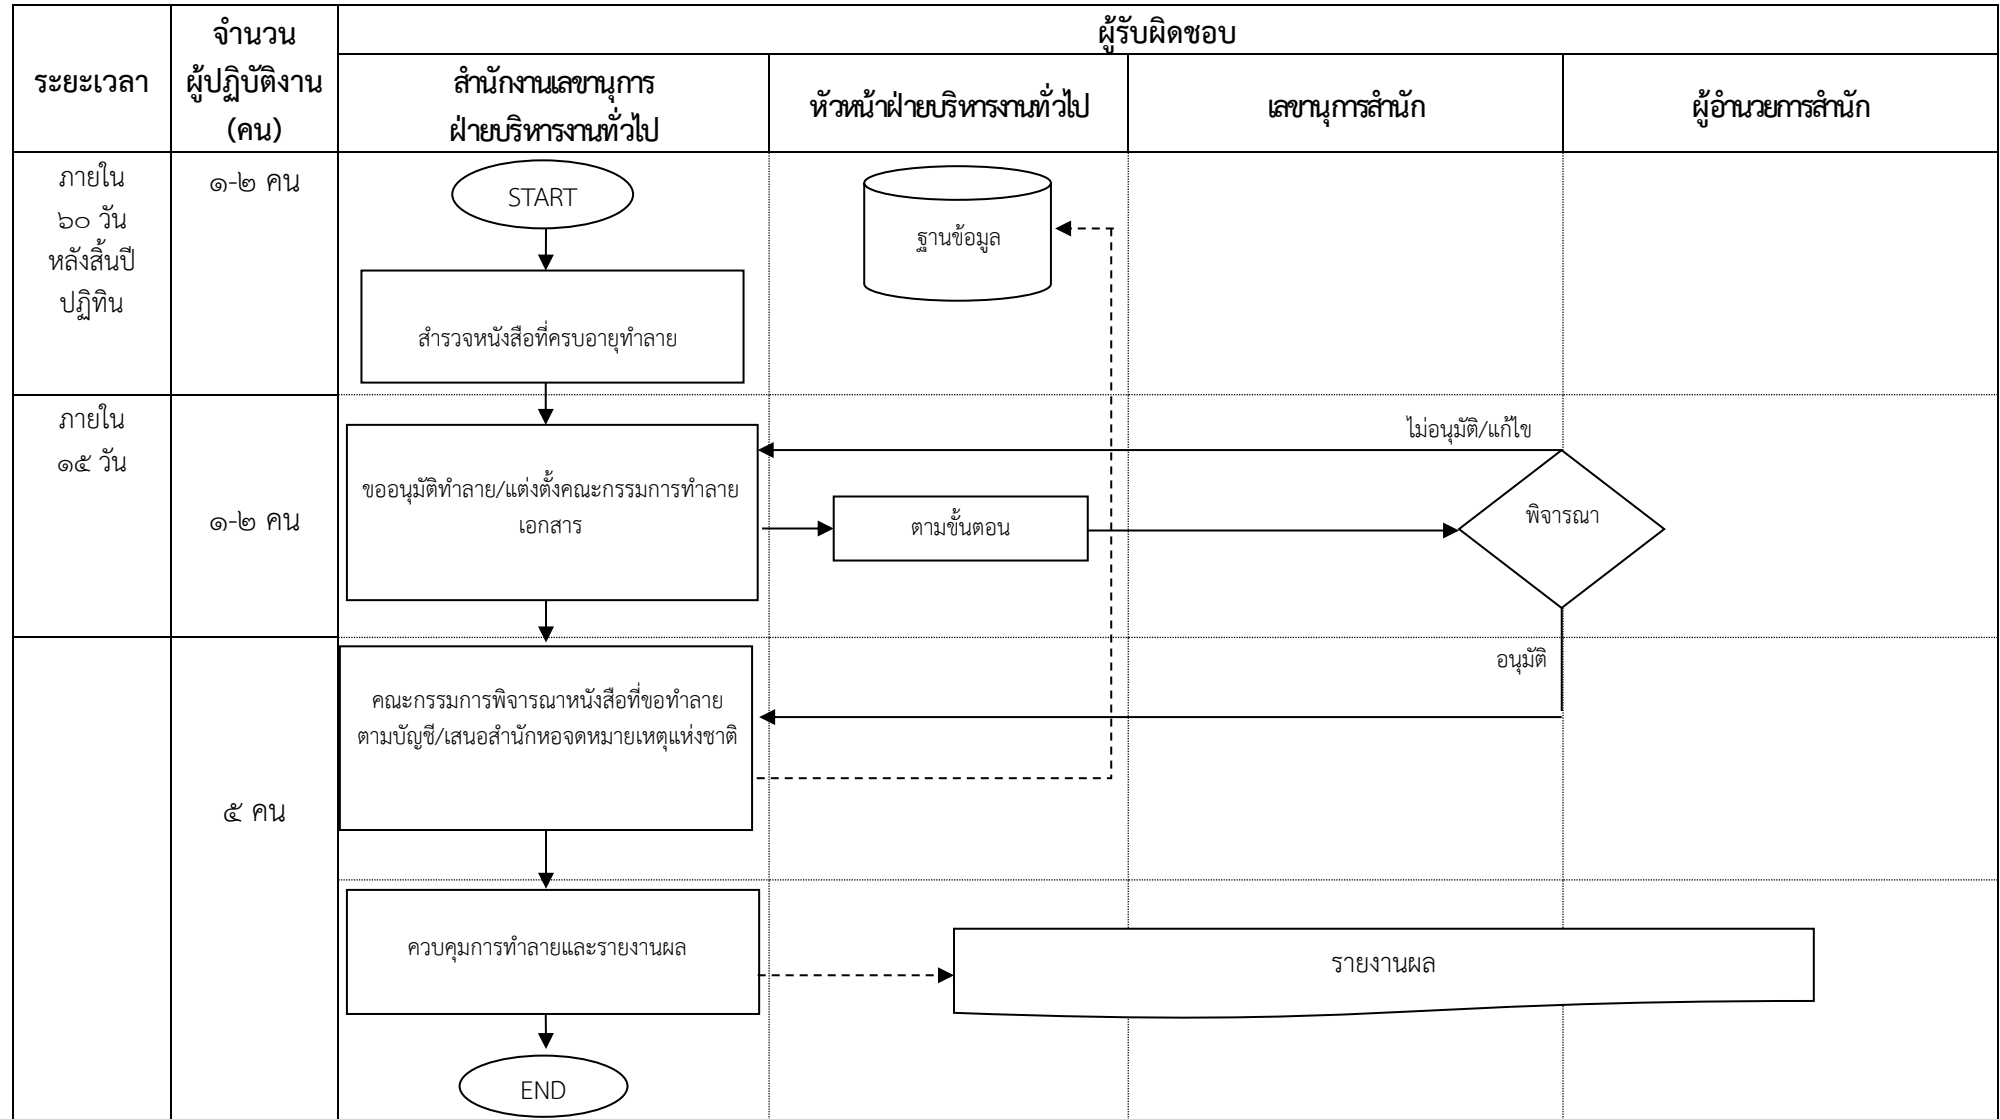 ระยะเวลา
จำนวน
ผู้ปฏิบัติงาน
(คน)
ผู้รับผิดชอบ
สำนักงานเลขานุการ
ฝ่ายบริหารงานทั่วไป
หัวหน้าฝ่ายบริหารงานทั่วไป
เลขานุการสำนัก
ผู้อำนวยการสำนัก
ภายใน
๖๐ วัน
หลังสิ้นปี
ปฏิทิน
๑-๒ คน
START
ฐานข้อมูล
สำรวจหนังสือที่ครบอายุทำลาย
ภายใน
๑๕ วัน
๑-๒ คน
ไม่อนุมัติ/แก้ไข
ขออนุมัติทำลาย/แต่งตั้งคณะกรรมการทำลาย
เอกสาร
ตามขั้นตอน
พิจารณา
อนุมัติ
คณะกรรมการพิจารณาหนังสือที่ขอทำลาย
ตามบัญชี/เสนอสำนักหอจดหมายเหตุแห่งชาติ
๕ คน
ควบคุมการทำลายและรายงานผล
รายงานผล
END